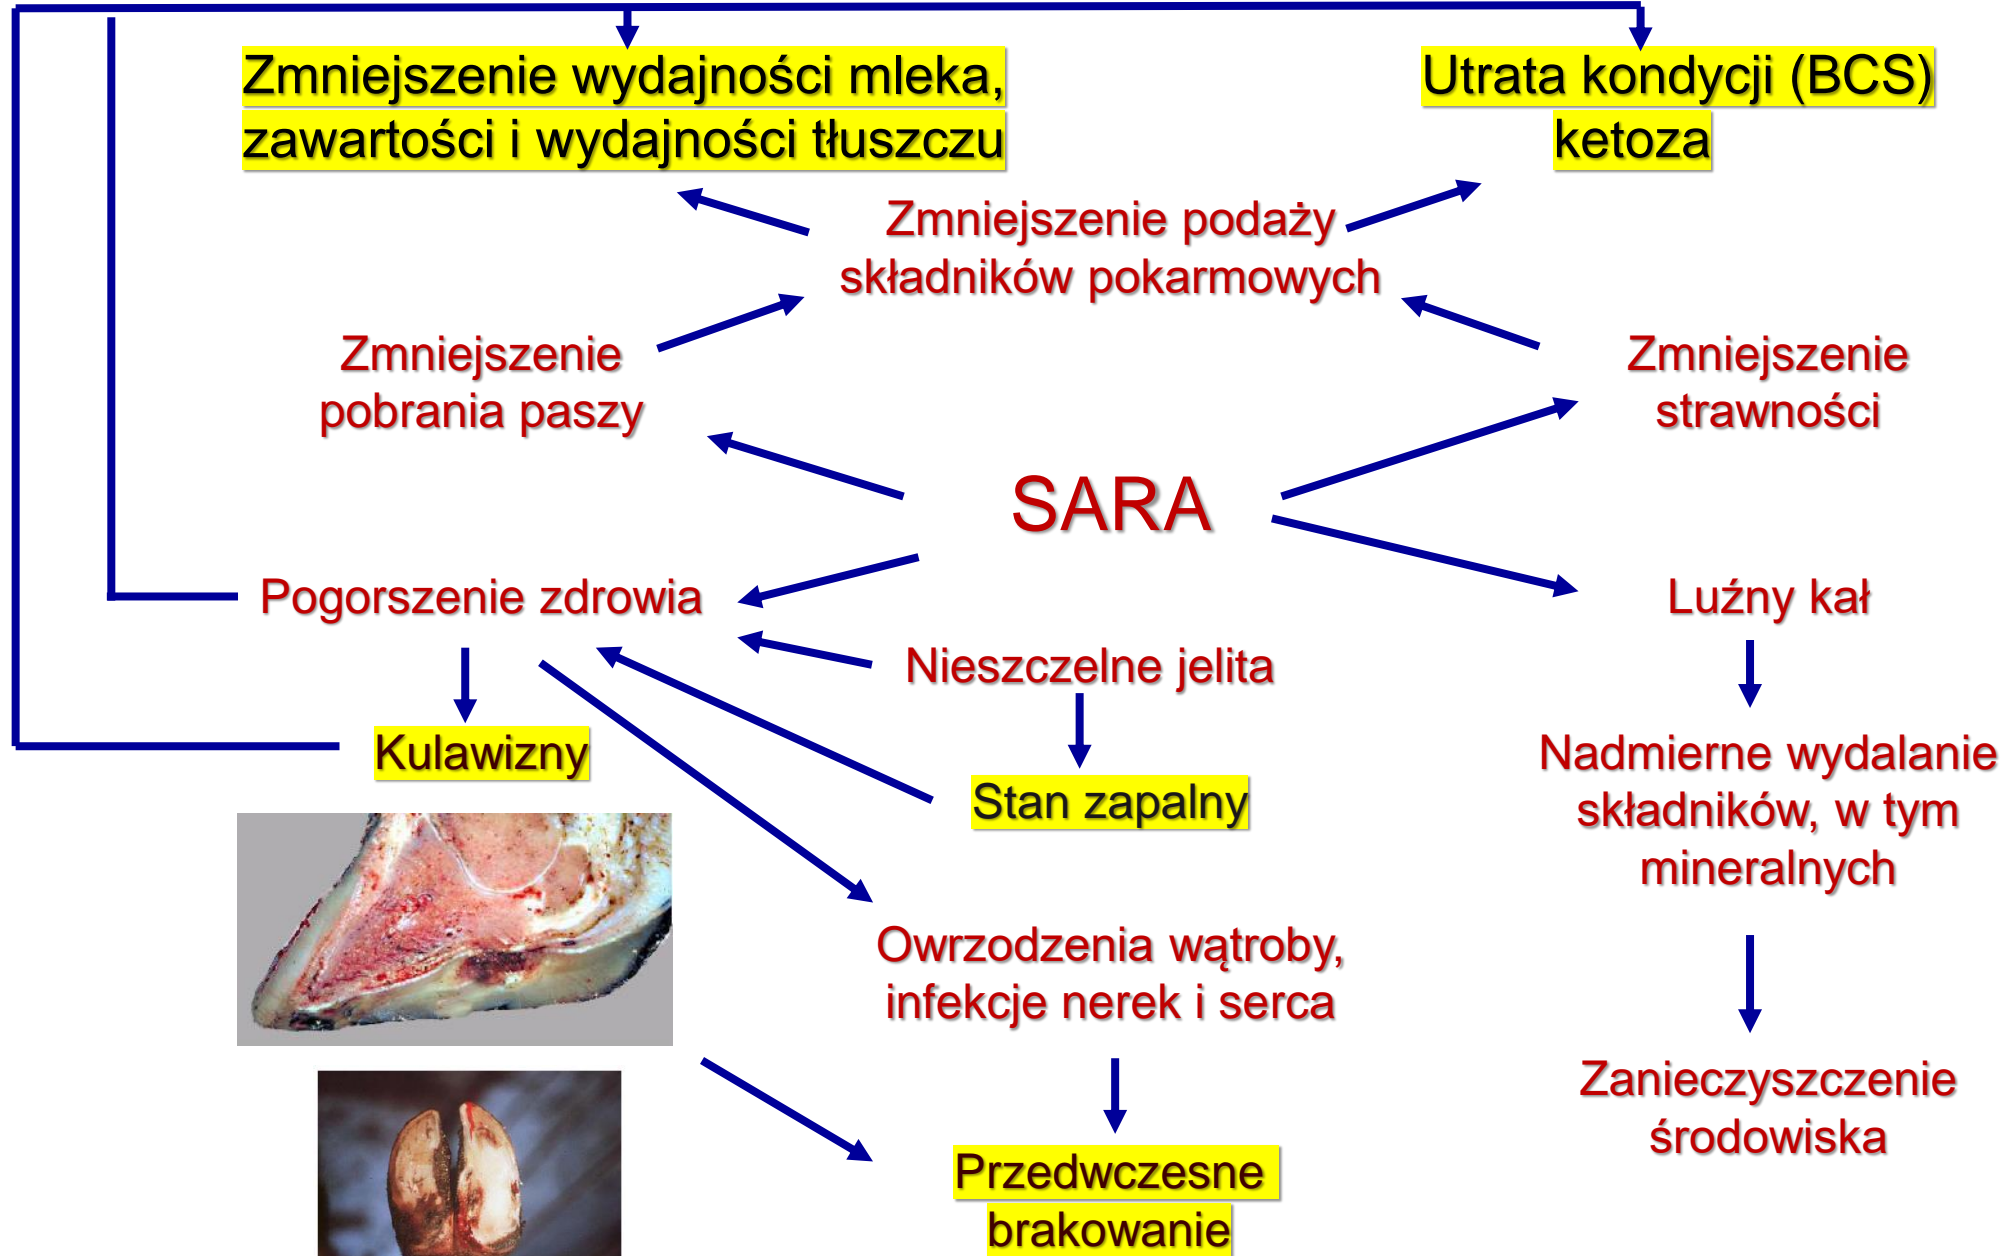 Zmniejszenie wydajności mleka,
zawartości i wydajności tłuszczu
Utrata kondycji (BCS)
ketoza
Zmniejszenie podaży
składników pokarmowych
Zmniejszenie
pobrania paszy
Zmniejszenie
strawności
SARA
Pogorszenie zdrowia
Luźny kał
Nieszczelne jelita
Kulawizny
Stan zapalny
Nadmierne wydalanie
składników, w tym
mineralnych
Owrzodzenia wątroby,
infekcje nerek i serca
Zanieczyszczenie
środowiska
Przedwczesne
brakowanie